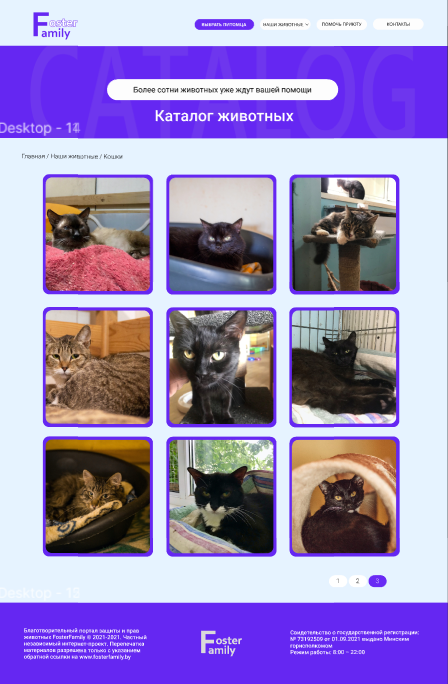 Foster
Family
ВЫБРАТЬ ПИТОМЦА
НАШИ ЖИВОТНЫЕ
ПОМОЧЬ ПРИЮТУ
КОНТАКТЫ
CATALOG
Более сотни животных уже ждут вашей помощи
Каталог животных
Desktop - 14
Главная / Наши животные / Кошки
1 2 3
Desktop - 15
Благотворительный портал защиты и прав
животных FosterFamily © 2021-2021. Частный
независимый интернет-проект. Перепечатка
материалов разрешена только с указанием
обратной ссылки на www.fosterfamily.by
Foster
Family
Свидетельство о государственной регистрации:
№ 73192509 от 01.09.2021 выдано Минским
горисполкомом
Режим работы: 8:00 – 22:00